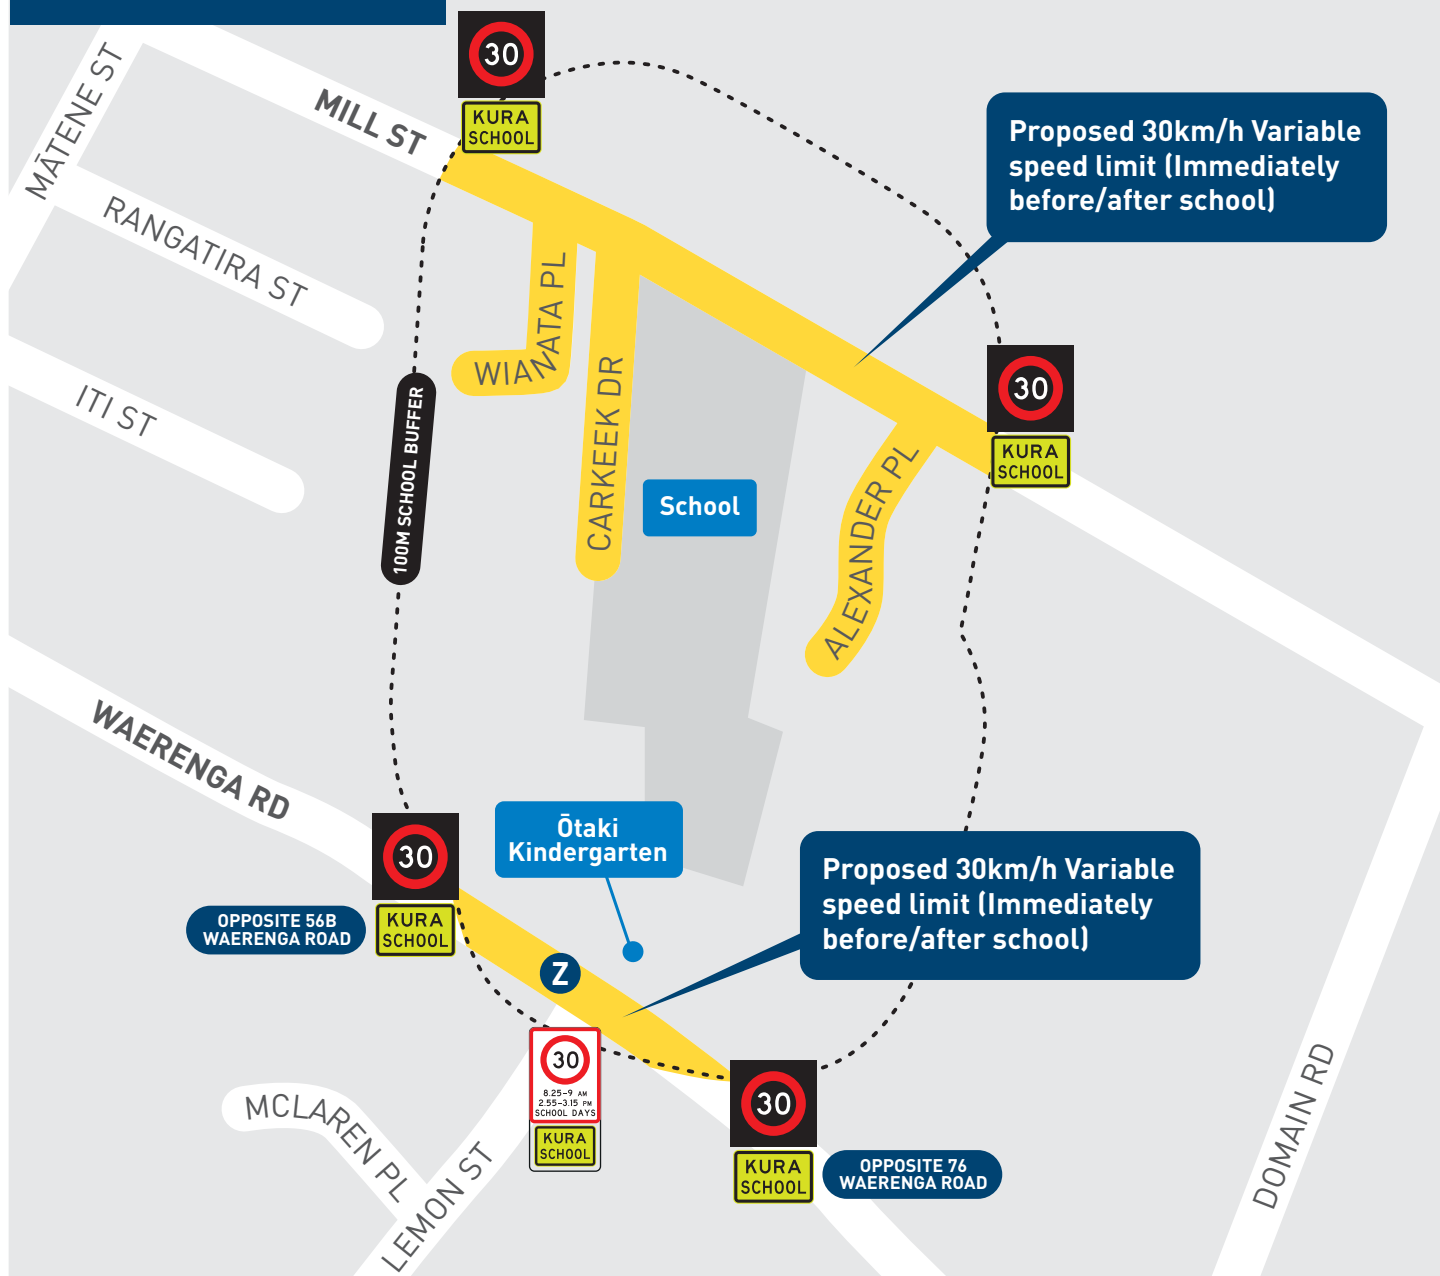 30
KURA
SCHOOL
MILL ST
MĀTENE ST
Proposed 30km/h Variable
speed limit (Immediately
before/after school)
RANGATIRA ST
WIAMATA PL
CARKEEK DR
30
KURA
SCHOOL
ITI ST
100M SCHOOL BUFFER
School
ALEXANDER PL
WAERENGA RD
30
KURA
SCHOOL
OPPOSITE 56B
WAERENGA ROAD
Ōtaki
Kindergarten
Proposed 30km/h Variable
speed limit (Immediately
before/after school)
Z
30
8.25–9 AM
2.55–3.15 PM
SCHOOL DAYS
KURA
SCHOOL
30
KURA
SCHOOL
OPPOSITE 76
WAERENGA ROAD
MCLAREN PL
LEMON ST
DOMAIN RD